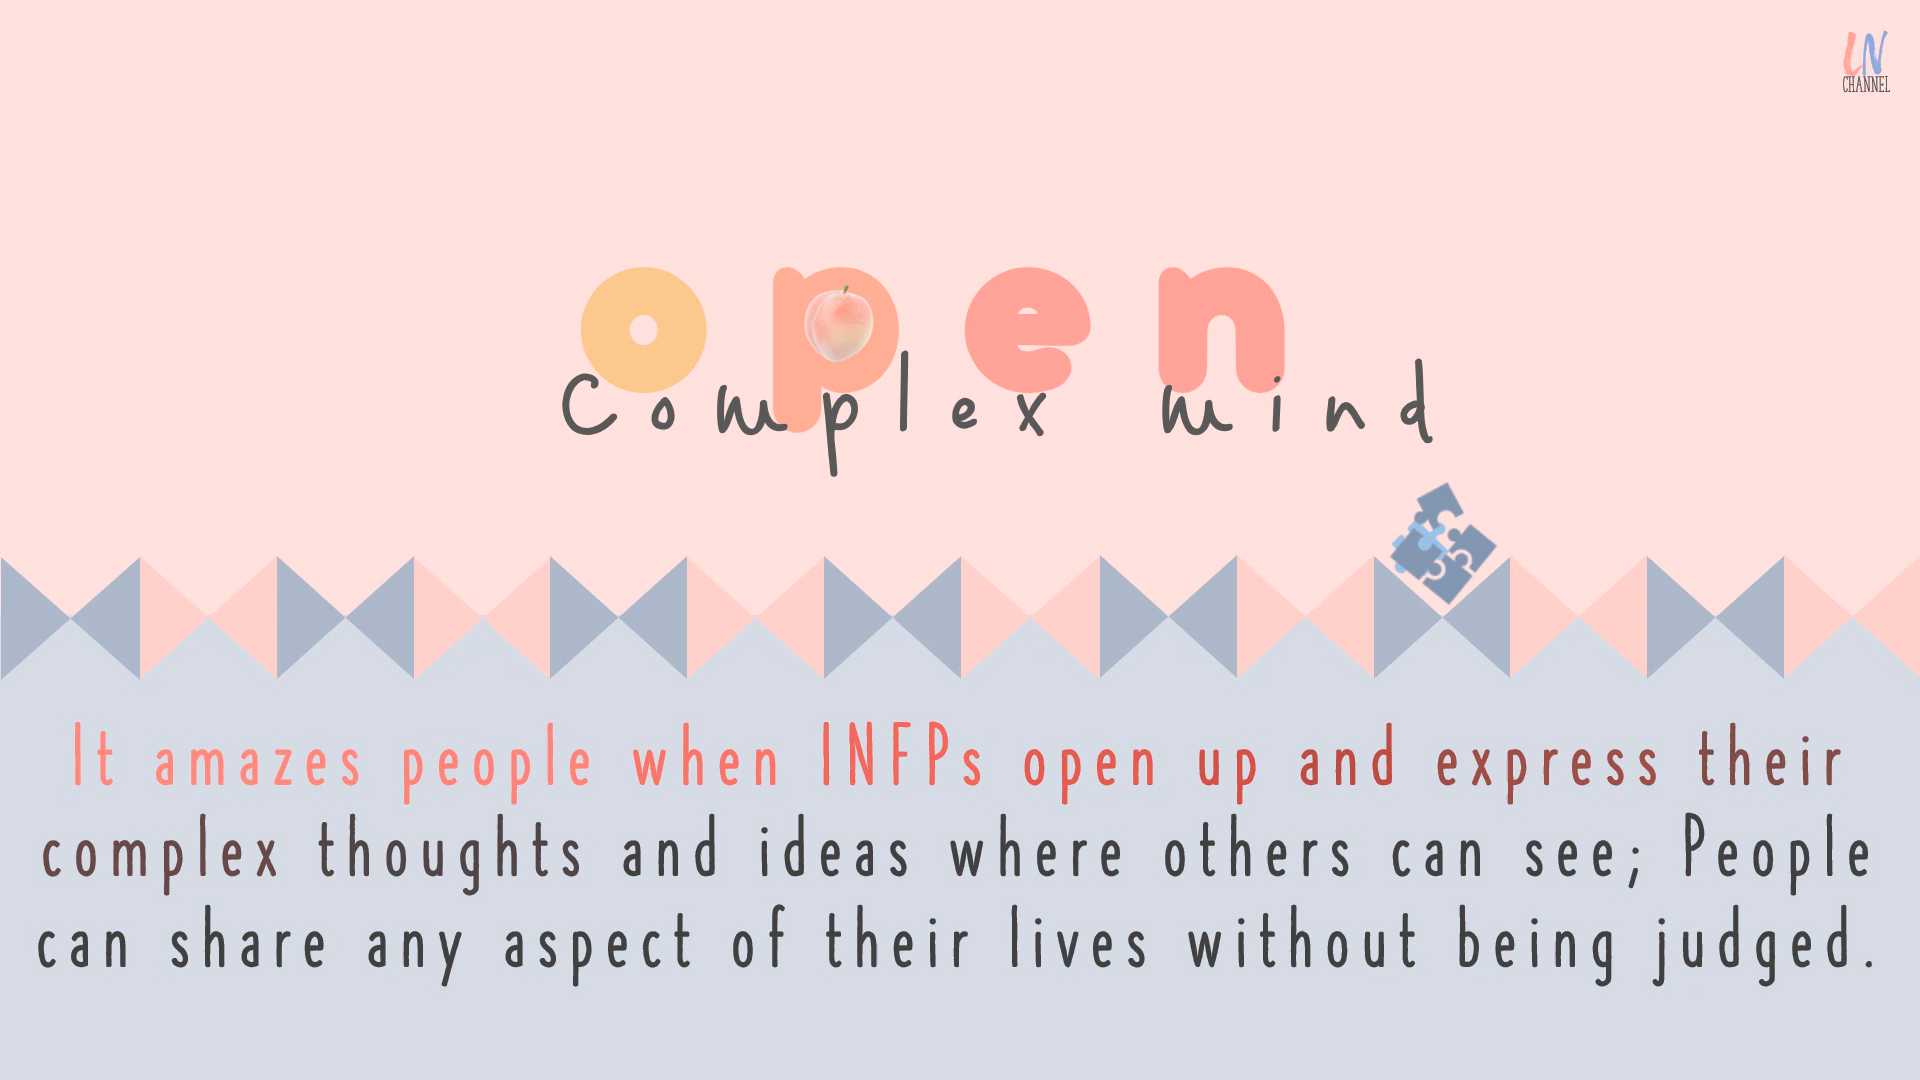 LN
CHANNEL
open
Complex mind
It amazes people when INFPs open up and express their
complex thoughts and ideas where others can see; People
can share any aspect of their lives without being judged.